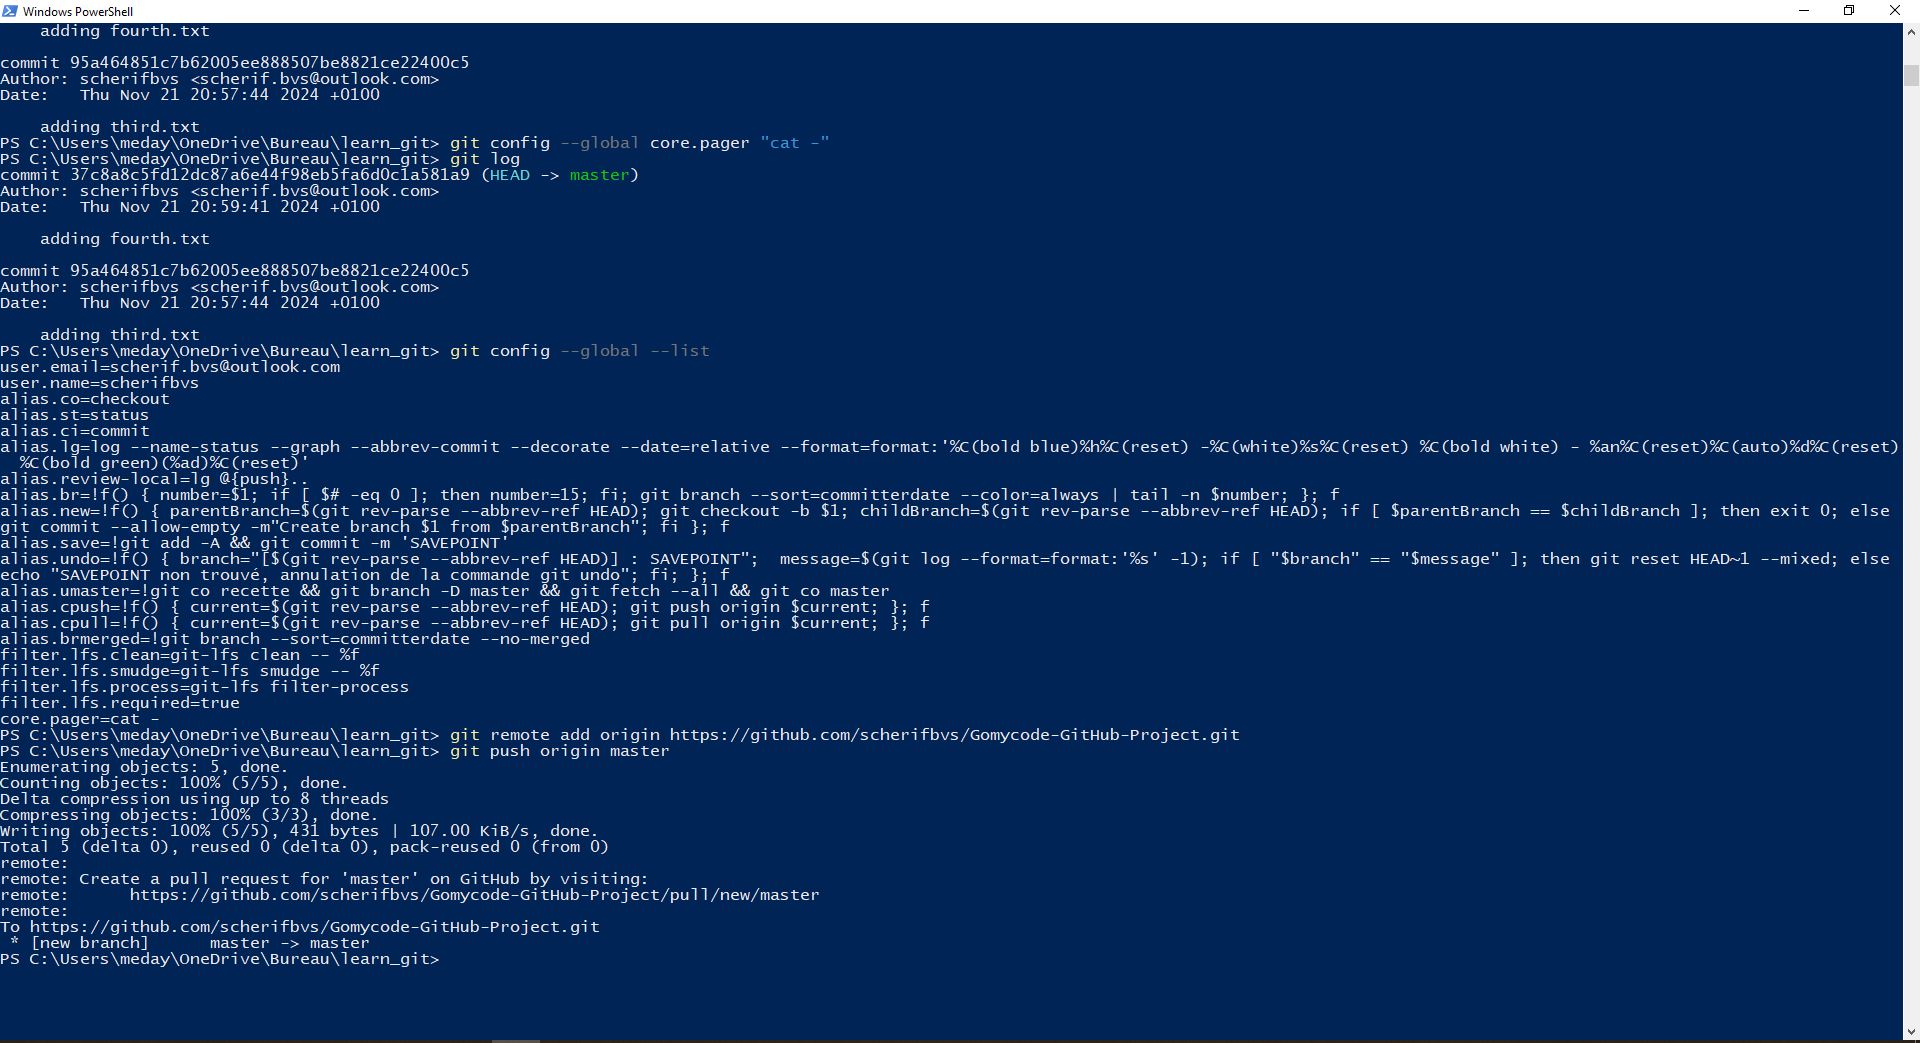 Windows PowerShell
    adding fourth.txt
commit 95a464851c7b62005ee888507be8821ce22400c5
Author: scherifbvs <scherif.bvs@outlook.com>
Date:   Thu Nov 21 20:57:44 2024 +0100
    adding third.txt
PS C:\Users\meday\OneDrive\Bureau\learn_git> git config --global core.pager "cat -"
PS C:\Users\meday\OneDrive\Bureau\learn_git> git log
commit 37c8a8c5fd12dc87a6e44f98eb5fa6d0c1a581a9 (HEAD -> master)
Author: scherifbvs <scherif.bvs@outlook.com>
Date:   Thu Nov 21 20:59:41 2024 +0100
    adding fourth.txt
commit 95a464851c7b62005ee888507be8821ce22400c5
Author: scherifbvs <scherif.bvs@outlook.com>
Date:   Thu Nov 21 20:57:44 2024 +0100
    adding third.txt
PS C:\Users\meday\OneDrive\Bureau\learn_git> git config --global --list
user.email=scherif.bvs@outlook.com
user.name=scherifbvs
alias.co=checkout
alias.st=status
alias.ci=commit
alias.lg=log --name-status --graph --abbrev-commit --decorate --date=relative --format=format:'%C(bold blue)%h%C(reset) -%C(white)%s%C(reset) %C(bold white) - %an%C(reset)%C(auto)%d%C(reset)
  %C(bold green)(%ad)%C(reset)'
alias.review-local=lg @{push}..
alias.br=!f() { number=$1; if [ $# -eq 0 ]; then number=15; fi; git branch --sort=committerdate --color=always | tail -n $number; }; f
alias.new=!f() { parentBranch=$(git rev-parse --abbrev-ref HEAD); git checkout -b $1; childBranch=$(git rev-parse --abbrev-ref HEAD); if [ $parentBranch == $childBranch ]; then exit 0; else
git commit --allow-empty -m"Create branch $1 from $parentBranch"; fi }; f
alias.save=!git add -A && git commit -m 'SAVEPOINT'
alias.undo=!f() { branch="[$(git rev-parse --abbrev-ref HEAD)] : SAVEPOINT";  message=$(git log --format=format:'%s' -1); if [ "$branch" == "$message" ]; then git reset HEAD~1 --mixed; else
echo "SAVEPOINT non trouvé, annulation de la commande git undo"; fi; }; f
alias.umaster=!git co recette && git branch -D master && git fetch --all && git co master
alias.cpush=!f() { current=$(git rev-parse --abbrev-ref HEAD); git push origin $current; }; f
alias.cpull=!f() { current=$(git rev-parse --abbrev-ref HEAD); git pull origin $current; }; f
alias.brmerged=!git branch --sort=committerdate --no-merged
filter.lfs.clean=git-lfs clean -- %f
filter.lfs.smudge=git-lfs smudge -- %f
filter.lfs.process=git-lfs filter-process
filter.lfs.required=true
core.pager=cat -
PS C:\Users\meday\OneDrive\Bureau\learn_git> git remote add origin https://github.com/scherifbvs/Gomycode-GitHub-Project.git
PS C:\Users\meday\OneDrive\Bureau\learn_git> git push origin master
Enumerating objects: 5, done.
Counting objects: 100% (5/5), done.
Delta compression using up to 8 threads
Compressing objects: 100% (3/3), done.
Writing objects: 100% (5/5), 431 bytes | 107.00 KiB/s, done.
Total 5 (delta 0), reused 0 (delta 0), pack-reused 0 (from 0)
remote:
remote: Create a pull request for 'master' on GitHub by visiting:
remote:      https://github.com/scherifbvs/Gomycode-GitHub-Project/pull/new/master
remote:
To https://github.com/scherifbvs/Gomycode-GitHub-Project.git
 * [new branch]      master -> master
PS C:\Users\meday\OneDrive\Bureau\learn_git>